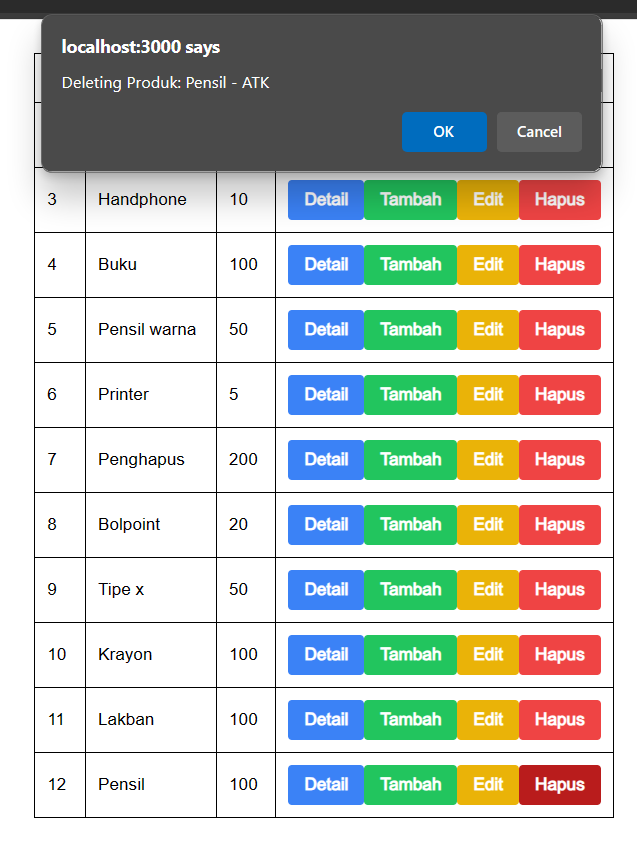 localhost:3000 says
Deleting Produk: Pensil - ATK
OK Cancel
3 Handphone 10 Detail Tambah Edit Hapus
4 Buku 100 Detail Tambah Edit Hapus
5 Pensil warna 50 Detail Tambah Edit Hapus
6 Printer 5 Detail Tambah Edit Hapus
7 Penghapus 200 Detail Tambah Edit Hapus
8 Bolpoint 20 Detail Tambah Edit Hapus
9 Tipe x 50 Detail Tambah Edit Hapus
10 Krayon 100 Detail Tambah Edit Hapus
11 Lakban 100 Detail Tambah Edit Hapus
12 Pensil 100 Detail Tambah Edit Hapus